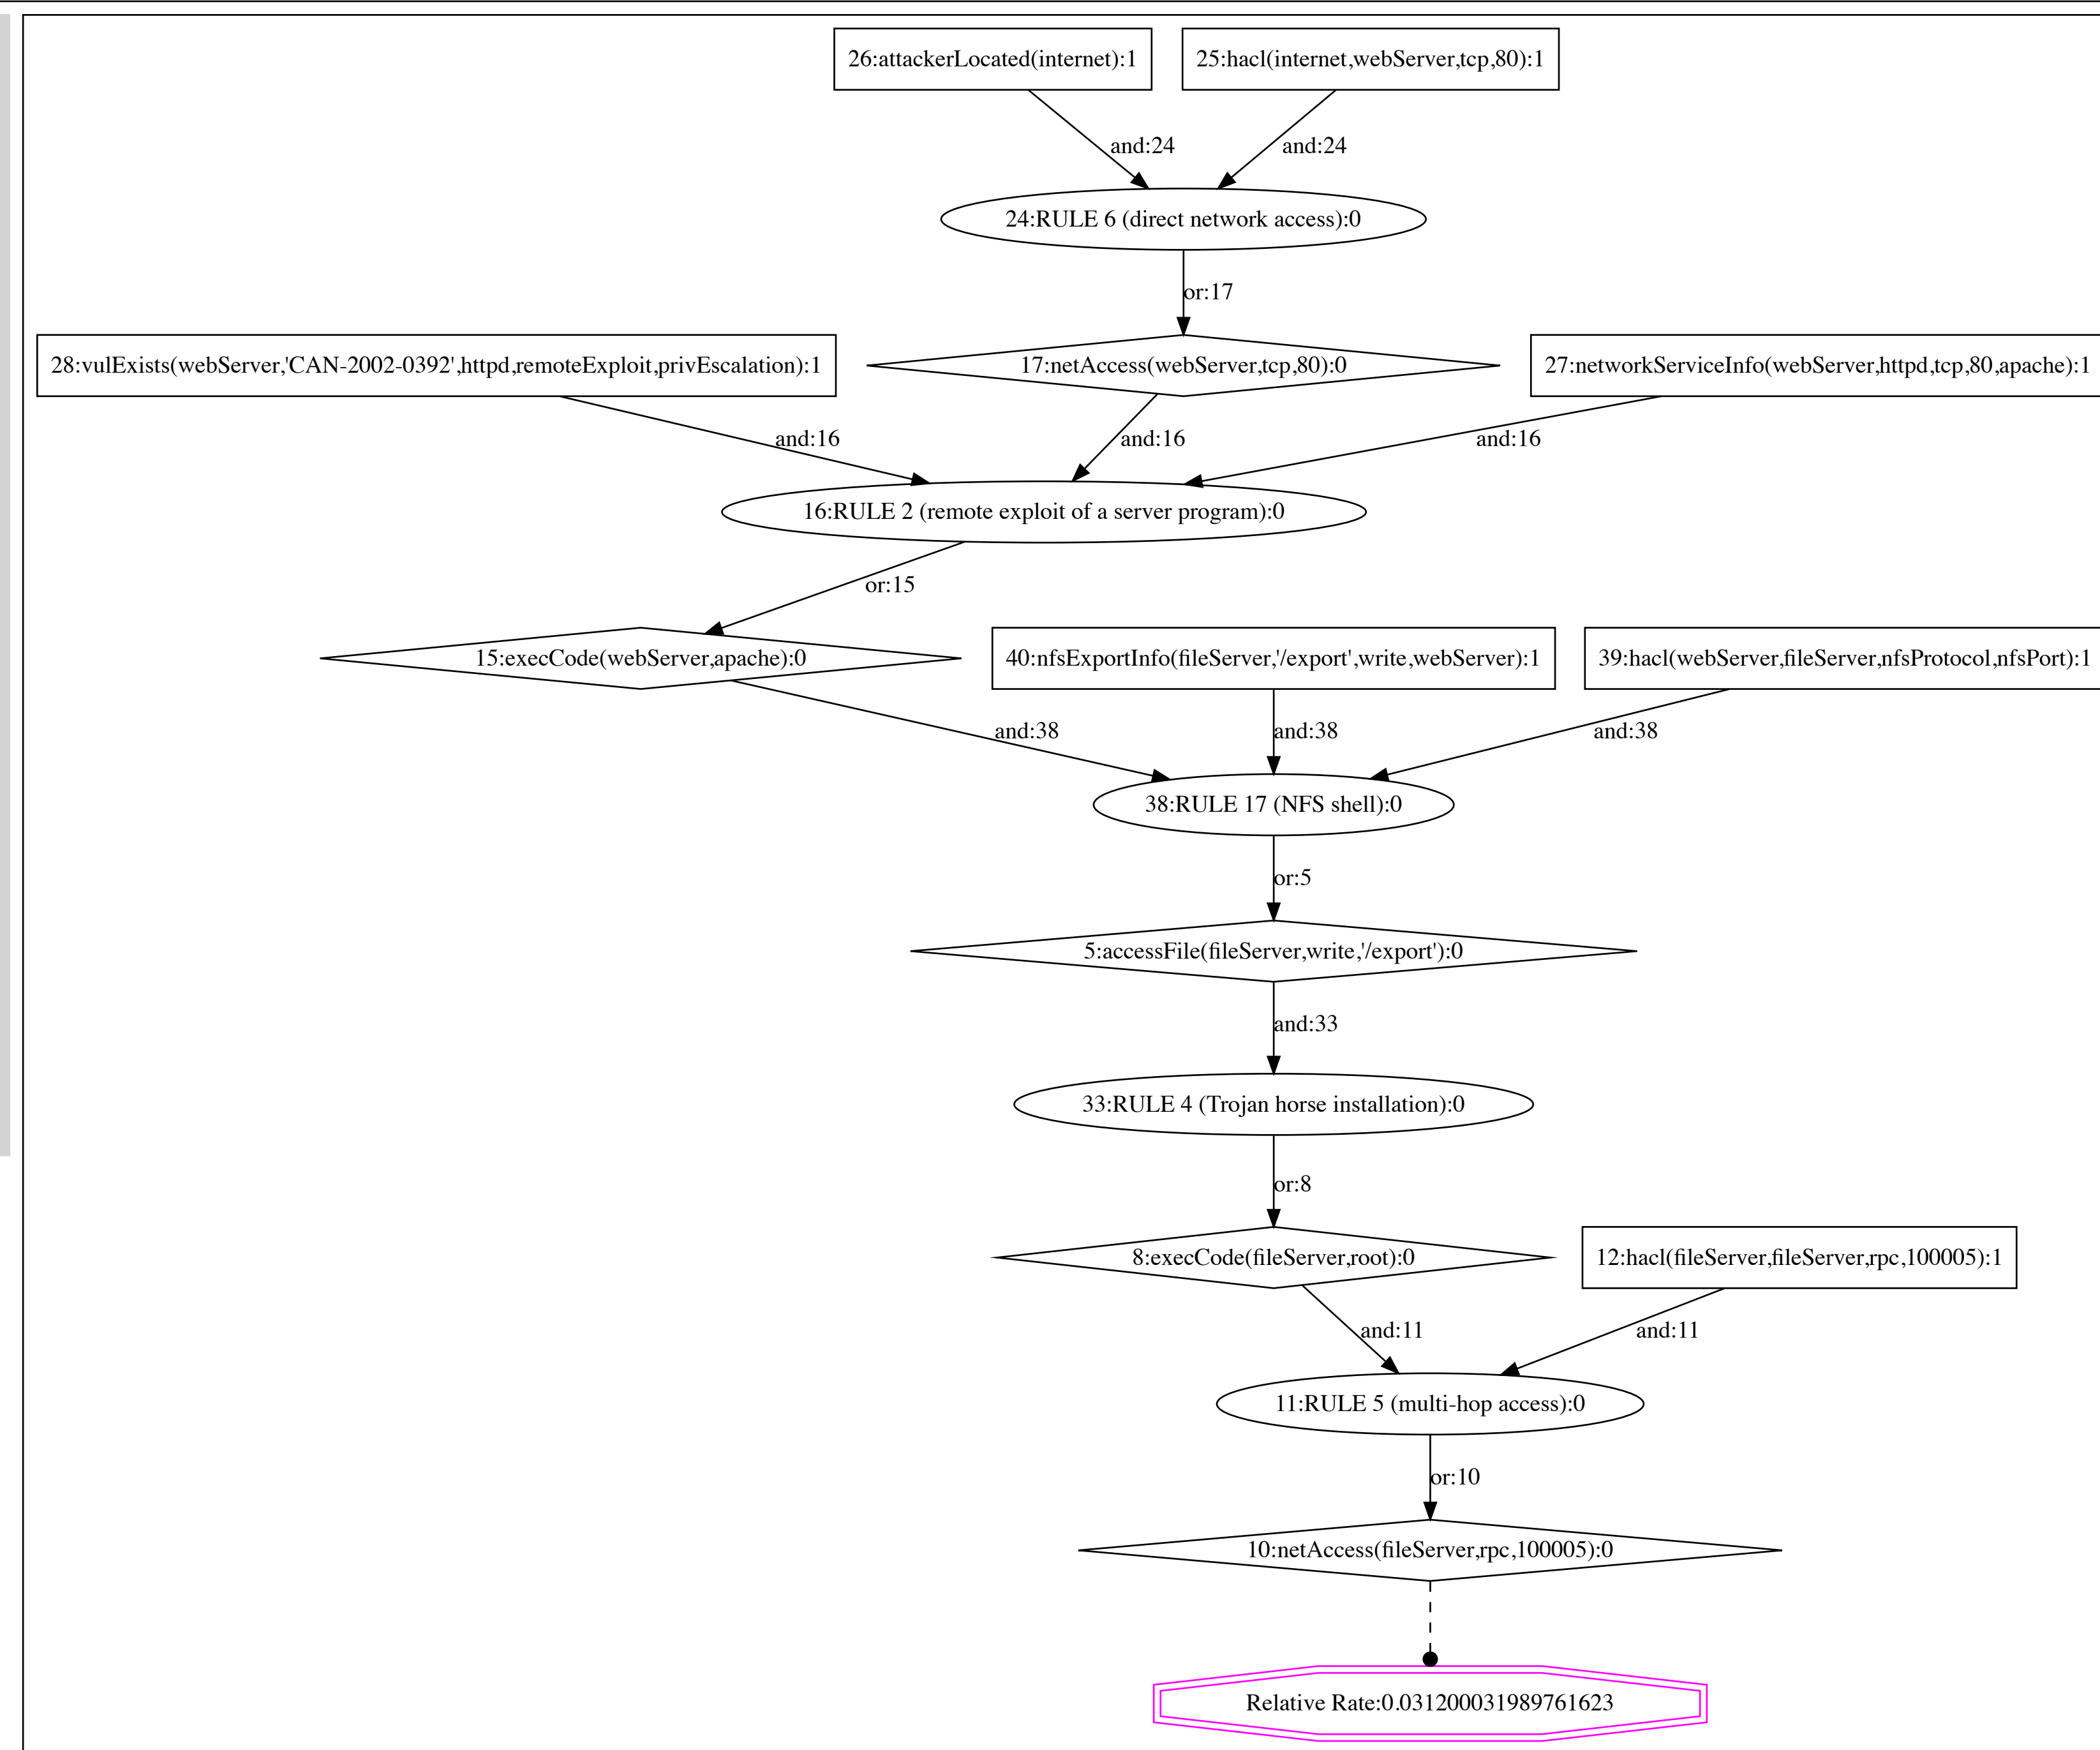 26:attackerLocated(internet):1
25:hacl(internet,webServer,tcp,80):1
and:24
and:24
24:RULE 6 (direct network access):0
or:17
28:vulExists(webServer,'CAN-2002-0392',httpd,remoteExploit,privEscalation):1
17:netAccess(webServer,tcp,80):0
27:networkServiceInfo(webServer,httpd,tcp,80,apache):1
and:16
and:16
and:16
16:RULE 2 (remote exploit of a server program):0
or:15
15:execCode(webServer,apache):0
40:nfsExportInfo(fileServer,'/export',write,webServer):1
39:hacl(webServer,fileServer,nfsProtocol,nfsPort):1
and:38
and:38
and:38
38:RULE 17 (NFS shell):0
or:5
5:accessFile(fileServer,write,'/export'):0
and:33
33:RULE 4 (Trojan horse installation):0
or:8
8:execCode(fileServer,root):0
12:hacl(fileServer,fileServer,rpc,100005):1
and:11
and:11
11:RULE 5 (multi-hop access):0
or:10
10:netAccess(fileServer,rpc,100005):0
Relative Rate:0.031200031989761623